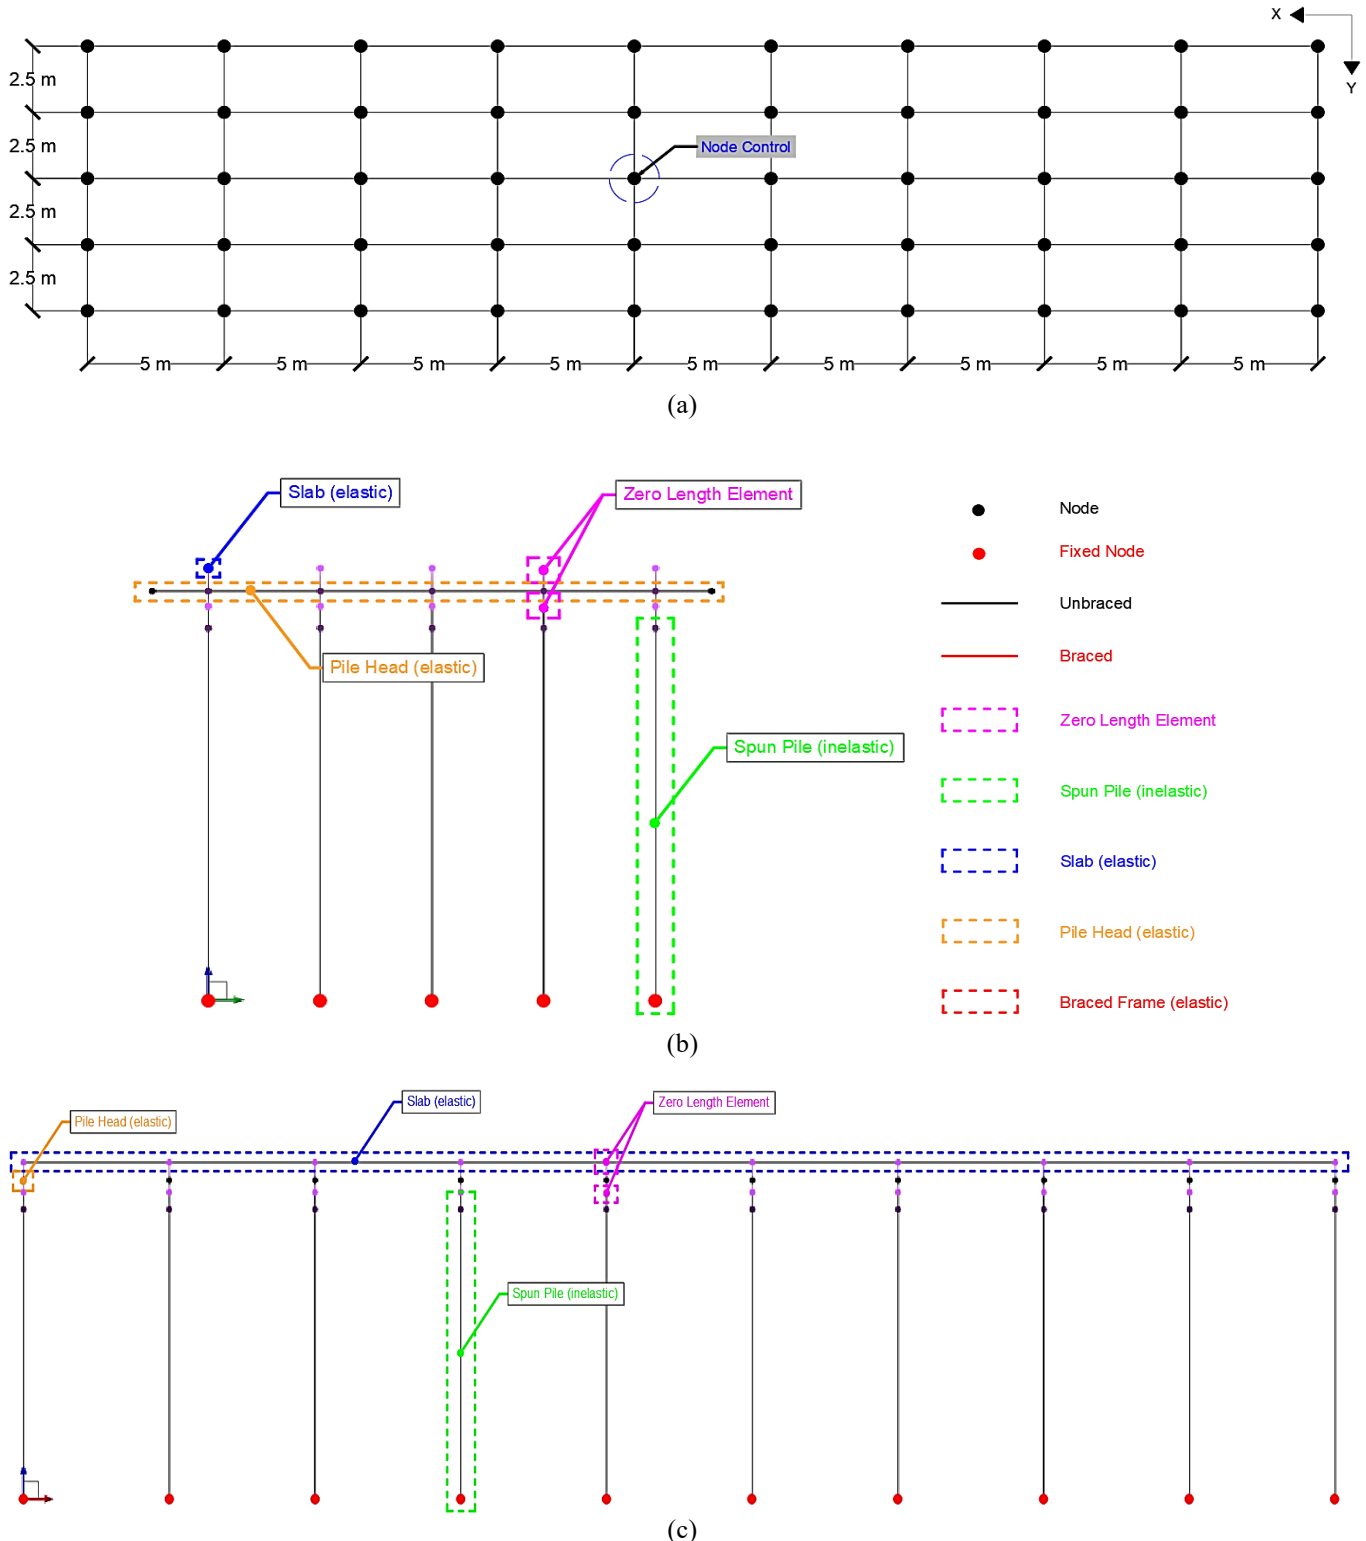 X
Y
2.5 m
2.5 m
Node Control
2.5 m
2.5 m
5 m 5 m 5 m 5 m 5 m 5 m 5 m 5 m 5 m
(a)
Slab (elastic)
Zero Length Element
Pile Head (elastic)
Spun Pile (inelastic)
Node
Fixed Node
Unbraced
Braced
Zero Length Element
Spun Pile (inelastic)
Slab (elastic)
Pile Head (elastic)
Braced Frame (elastic)
(b)
Pile Head (elastic)
Slab (elastic)
Zero Length Element
Spun Pile (inelastic)
(c)